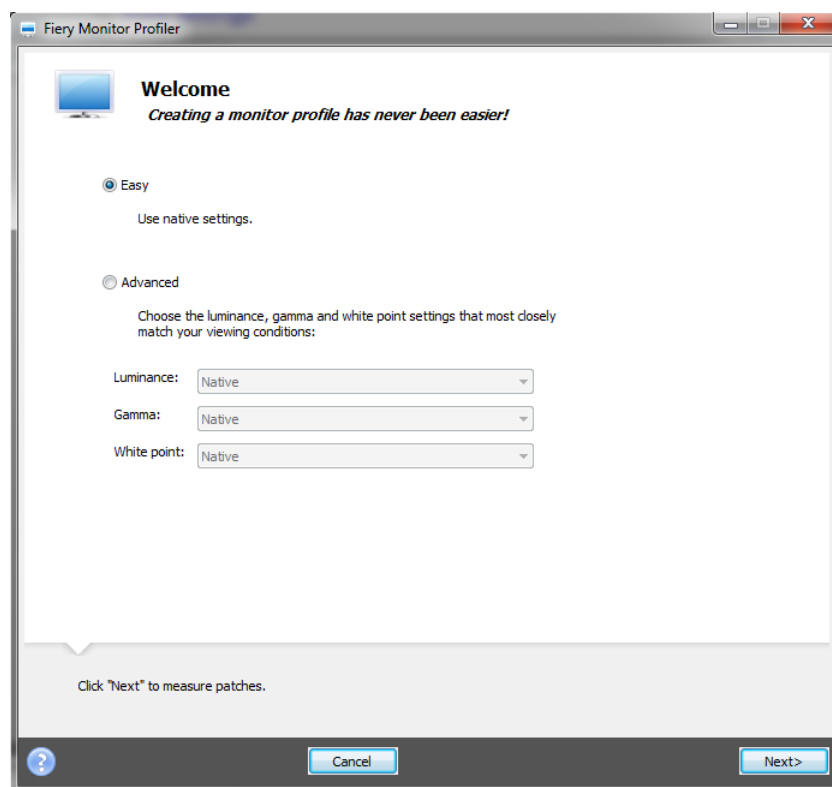 Fiery Monitor Profiler
Welcome
Creating a monitor profile has never been easier!
Easy
Use native settings.
Advanced
Choose the luminance, gamma and white point settings that most closely
match your viewing conditions:
Luminance: Native
Gamma: Native
White point: Native
Click "Next" to measure patches.
? Cancel Next>